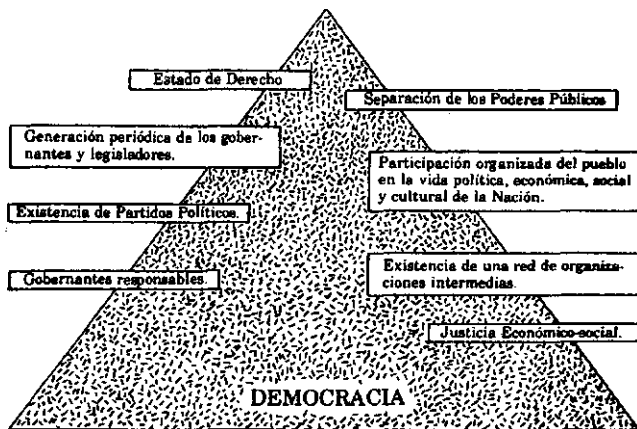 Estado de Derecho
Separación de los Poderes Públicos
Generación periódica de los gober-
nantes y legisladores.
Participación organizada del pueblo
en la vida política, económica, social
y cultural de la Nación.
Existencia de Partidos Políticos.
Gobernantes responsables.
Existencia de una red de organiza-
ciones intermedias.
Justicia Económico-social.
DEMOCRACIA